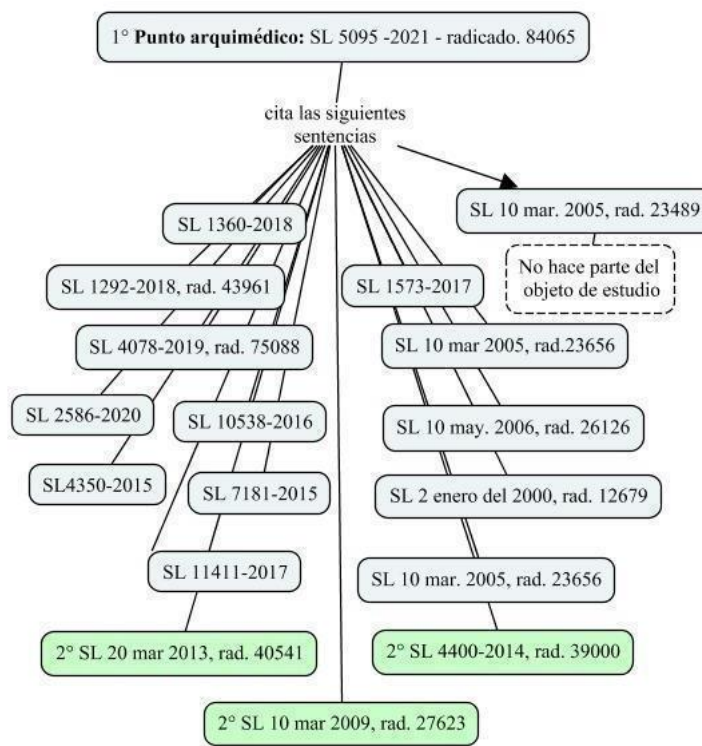 1° Punto arquimédico: SL 5095 -2021 - radicado. 84065
cita las siguientes
sentencias
SL 10 mar. 2005, rad. 23489
No hace parte del
objeto de estudio
SL 1360-2018
SL 1292-2018, rad. 43961
SL 1573-2017
SL 4078-2019, rad. 75088
SL 10 mar 2005, rad.23656
SL 2586-2020
SL 10538-2016
SL 10 may. 2006, rad. 26126
SL4350-2015
SL 7181-2015
SL 2 enero del 2000, rad. 12679
SL 11411-2017
SL 10 mar. 2005, rad. 23656
2° SL 20 mar 2013, rad. 40541
2° SL 4400-2014, rad. 39000
2° SL 10 mar 2009, rad. 27623